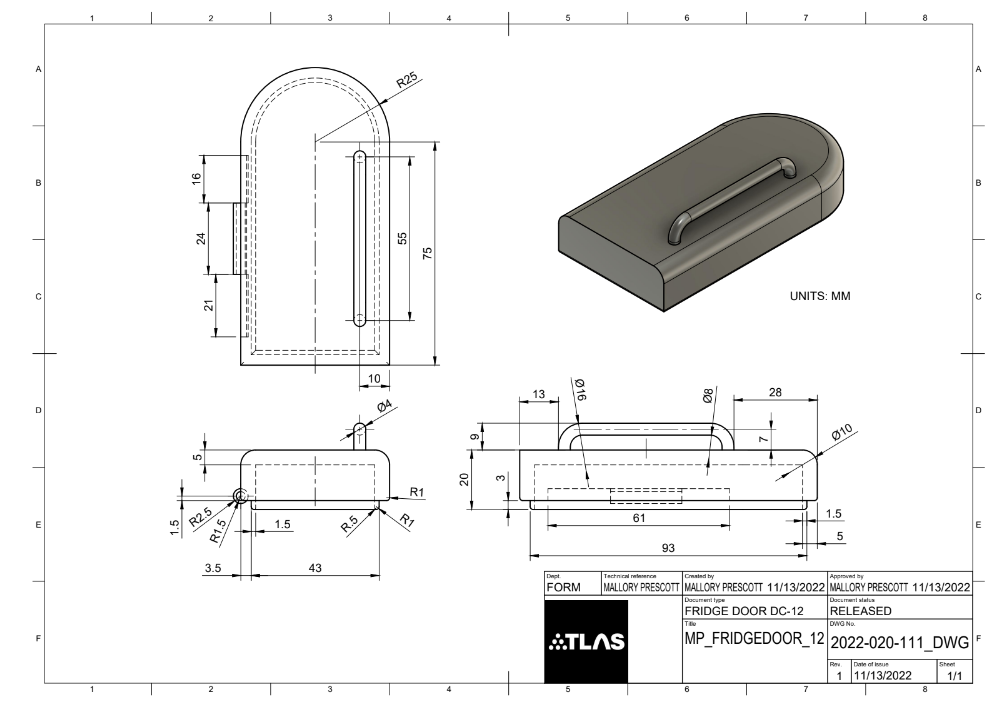 1 2 3 4 5 6 7 8
A A
R25
B B
16
24
55
75
C C
21
UNITS: MM
10
D D
Ø4
13
Ø16
Ø8
28
9
7
Ø10
5
20
3
R1
E E
1.5
R2.5
R1.5
1.5
R.5
R1
61
1.5
5
93
3.5
43
Dept. Technical reference Created by Approved by
FORM MALLORY PRESCOTT MALLORY PRESCOTT 11/13/2022 MALLORY PRESCOTT 11/13/2022
Document type Document status
FRIDGE DOOR DC-12 RELEASED
Title DWG No.
F F
ATLAS
MP_FRIDGEDOOR_12 2022-020-111_DWG
Rev. Date of issue Sheet
1 11/13/2022 1/1
1 2 3 4 5 6 7 8